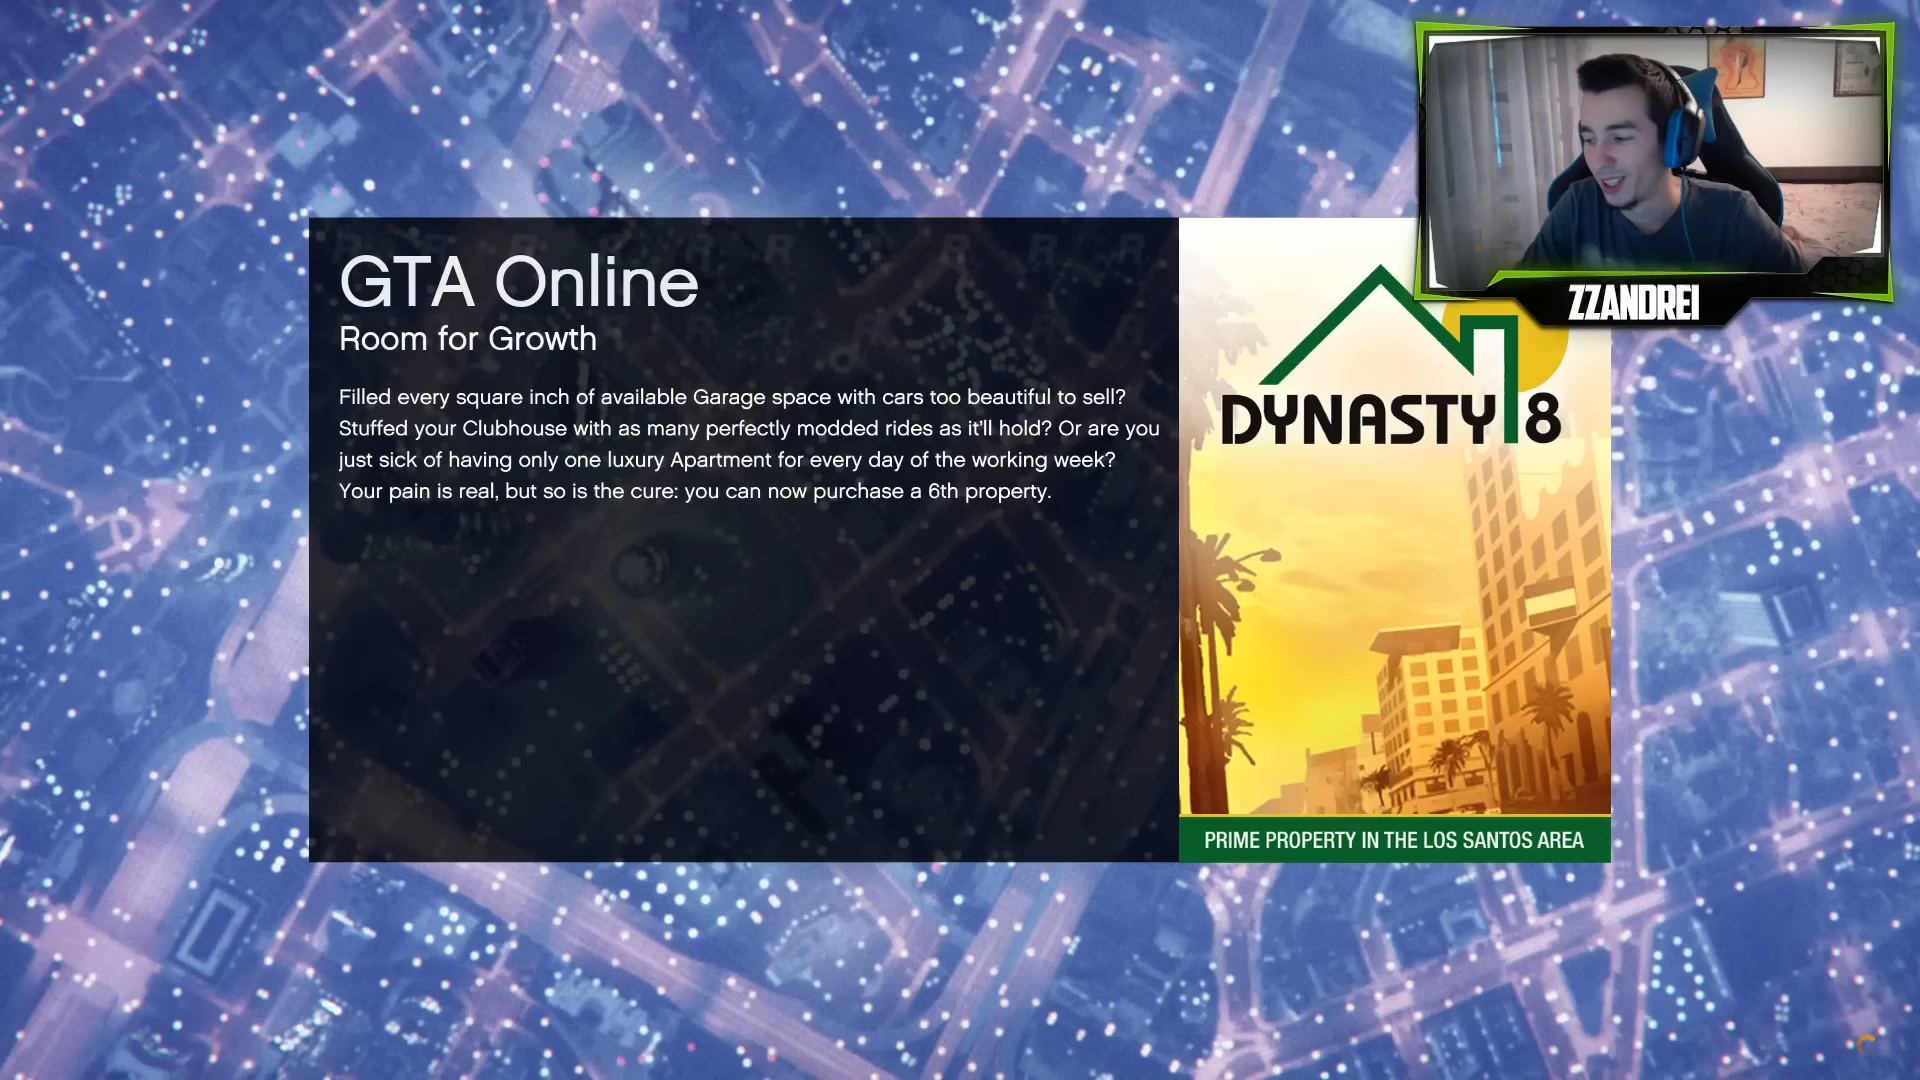 GTA Online
Room for Growth
Filled every square inch of available Garage space with cars too beautiful to sell?
Stuffed your Clubhouse with as many perfectly modded rides as it'll hold? Or are you
just sick of having only one luxury Apartment for every day of the working week?
Your pain is real, but so is the cure: you can now purchase a 6th property.
ZZANDREI
DYNASTY 8
PRIME PROPERTY IN THE LOS SANTOS AREA